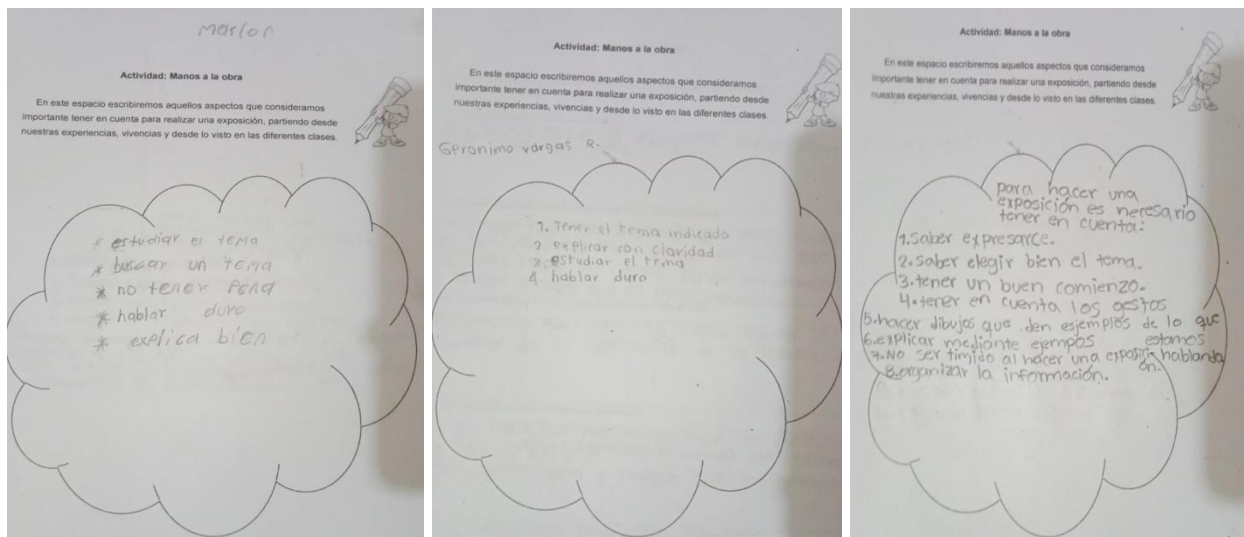 Marlon
Actividad: Manos a la obra
En este espacio escribiremos aquellos aspectos que consideramos
importante tener en cuenta para realizar una exposición, partiendo desde
nuestras experiencias, vivencias y desde lo visto en las diferentes clases.
* estudiar el tema
* buscar un tema
* no tener pena
* hablar duro
* explica bien
Actividad: Manos a la obra
En este espacio escribiremos aquellos aspectos que consideramos
importante tener en cuenta para realizar una exposición, partiendo desde
nuestras experiencias, vivencias y desde lo visto en las diferentes clases.
Geronimo vargas R.
1. Tener el tema indicado
2. explicar con claridad
3. estudiar el tema
4. hablar duro
Actividad: Manos a la obra
En este espacio escribiremos aquellos aspectos que consideramos
importante tener en cuenta para realizar una exposición, partiendo desde
nuestras experiencias, vivencias y desde lo visto en las diferentes clases.
para hacer una
exposición es necesario
tener en cuenta:
1. Saber expresarce.
2. Saber elegir bien el tema.
3. tener un buen comienzo.
4. tener en cuenta los gestos
5. hacer dibujos que den esjemplos de lo que
estamos
hablando
6. explicar mediante ejempos
7. No ser timido al hacer una exposición.
8. organizar la información.